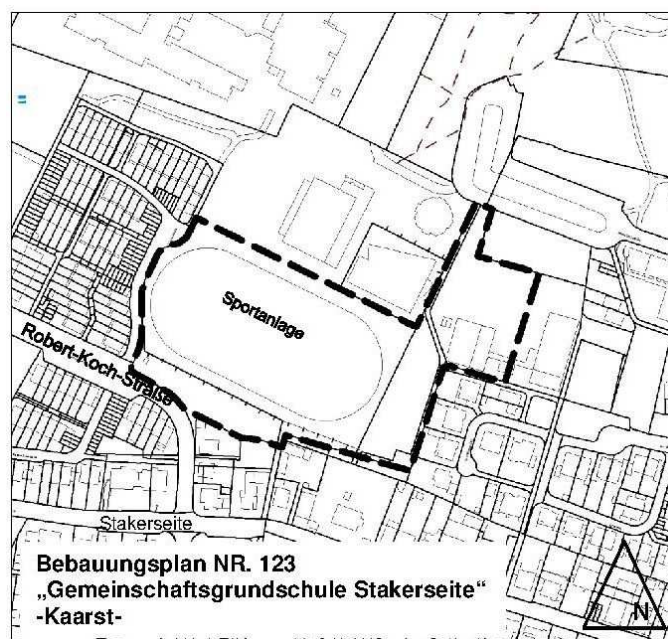 Sportanlage
Robert-Koch-Straße
Stakerseite
Bebauungsplan NR. 123
„Gemeinschaftsgrundschule Stakerseite“
-Kaarst-
N